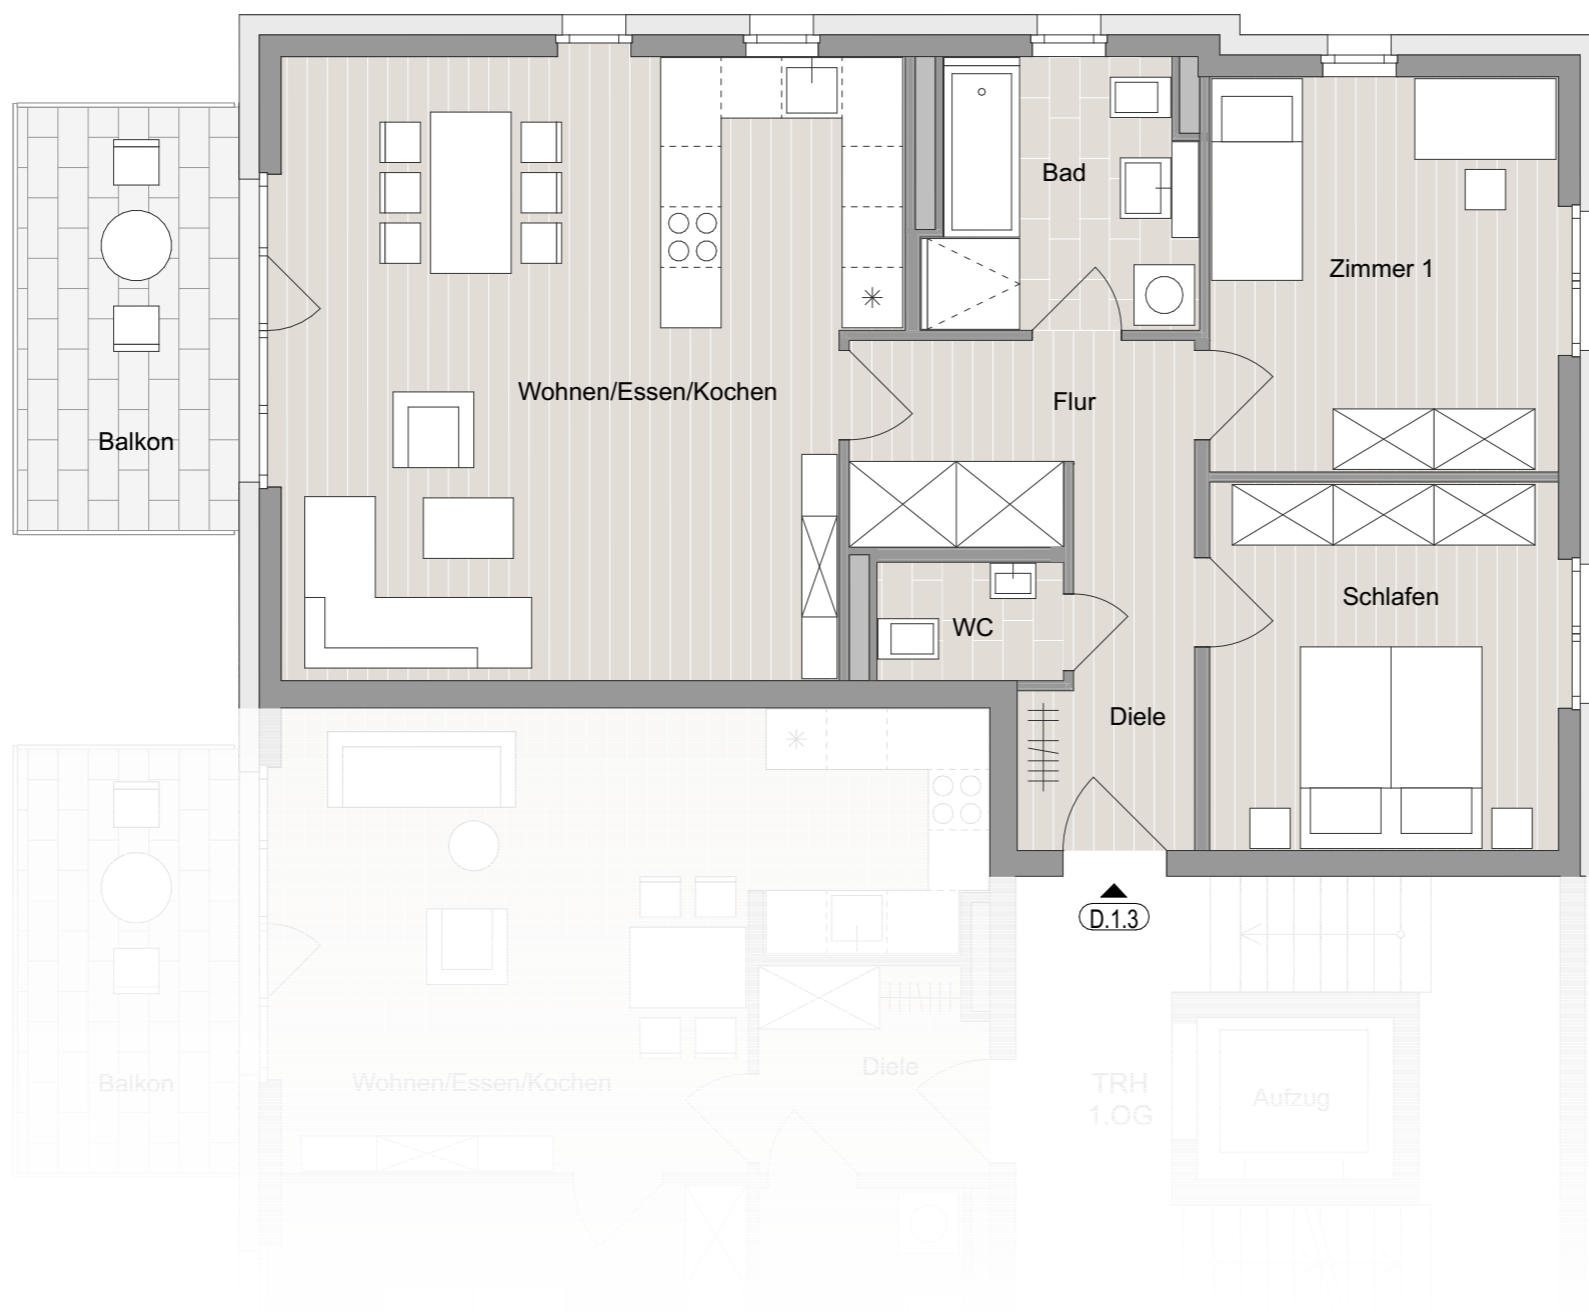 Bad
Zimmer 1
Wohnen/Essen/Kochen
Flur
Balkon
Schlafen
WC
Diele
D.1.3
Balkon
Wohnen/Essen/Kochen
Diele
TRH
1.OG
Aufzug